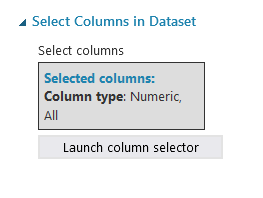 Select Columns in Dataset
Select columns
Selected columns:
Column type: Numeric,
All
Launch column selector